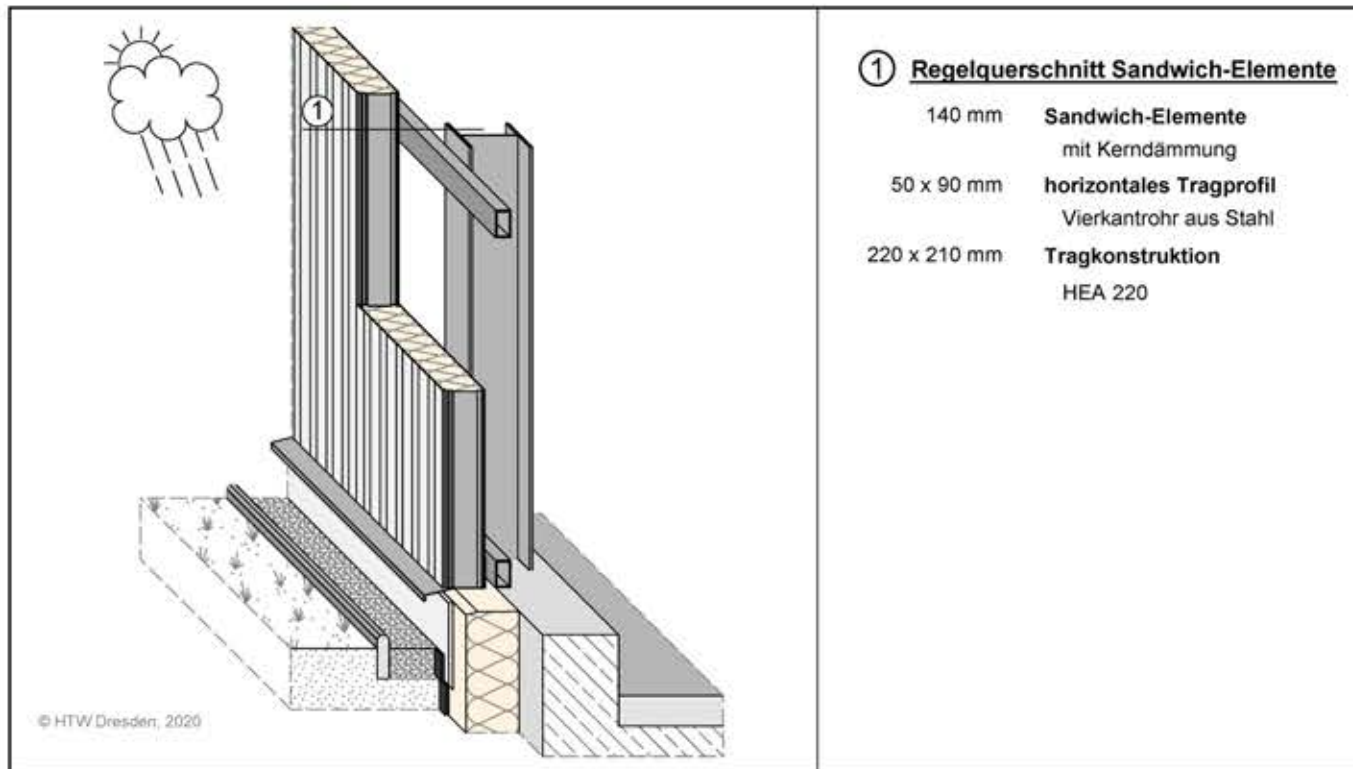 ① Regelquerschnitt Sandwich-Elemente
140 mm Sandwich-Elemente
mit Kerndämmung
50 x 90 mm horizontales Tragprofil
Vierkantrohr aus Stahl
220 x 210 mm Tragkonstruktion
HEA 220
①
© HTW Dresden, 2020